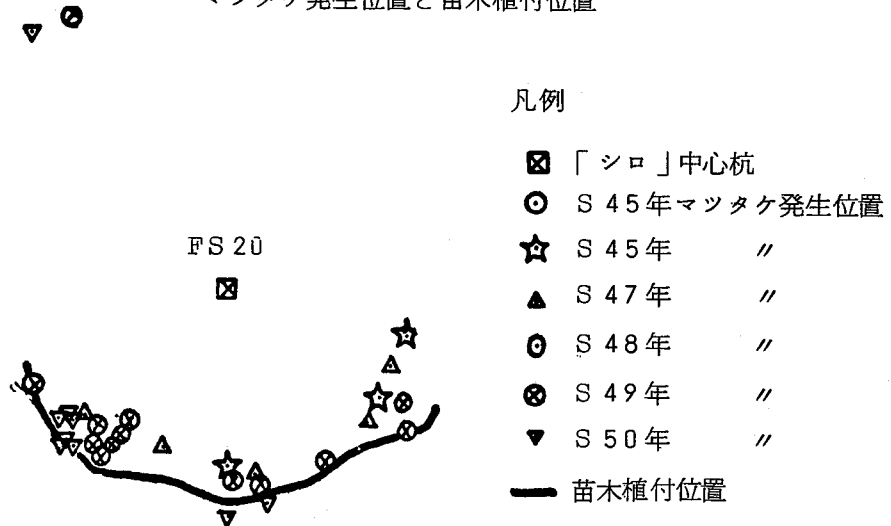 マツタケ発生位置と苗木植付位置
凡例
「シロ」中心杭
S45年マツタケ発生位置
S45年 〃
S47年 〃
S48年 〃
S49年 〃
S50年 〃
苗木植付位置
FS20